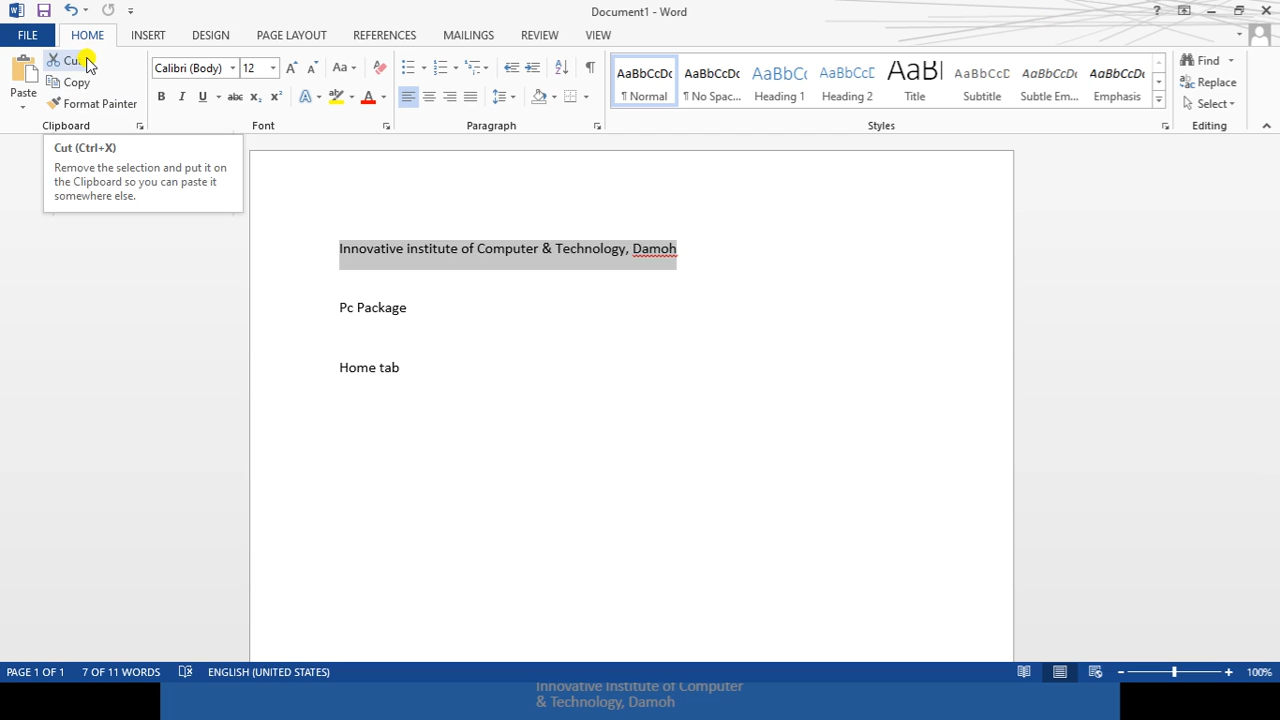 Document1 - Word
FILE HOME INSERT DESIGN PAGE LAYOUT REFERENCES MAILINGS REVIEW VIEW
Paste
Copy
Format Painter
Clipboard
Calibri (Body) 12
Font
Paragraph
AaBbCcDc AaBbCcDc AaBbCc AaBbCcD AaBl AaBbCcD AaBbCcDc AaBbCcDc
¶ Normal ¶ No Spac... Heading 1 Heading 2 Title Subtitle Subtle Em... Emphasis
Styles
Find
Replace
Select
Editing
Cut (Ctrl+X)
Remove the selection and put it on
the Clipboard so you can paste it
somewhere else.
Innovative institute of Computer & Technology, Damoh
Pc Package
Home tab
PAGE 1 OF 1 7 OF 11 WORDS ENGLISH (UNITED STATES) 100%
Innovative Institute of Computer
& Technology, Damoh